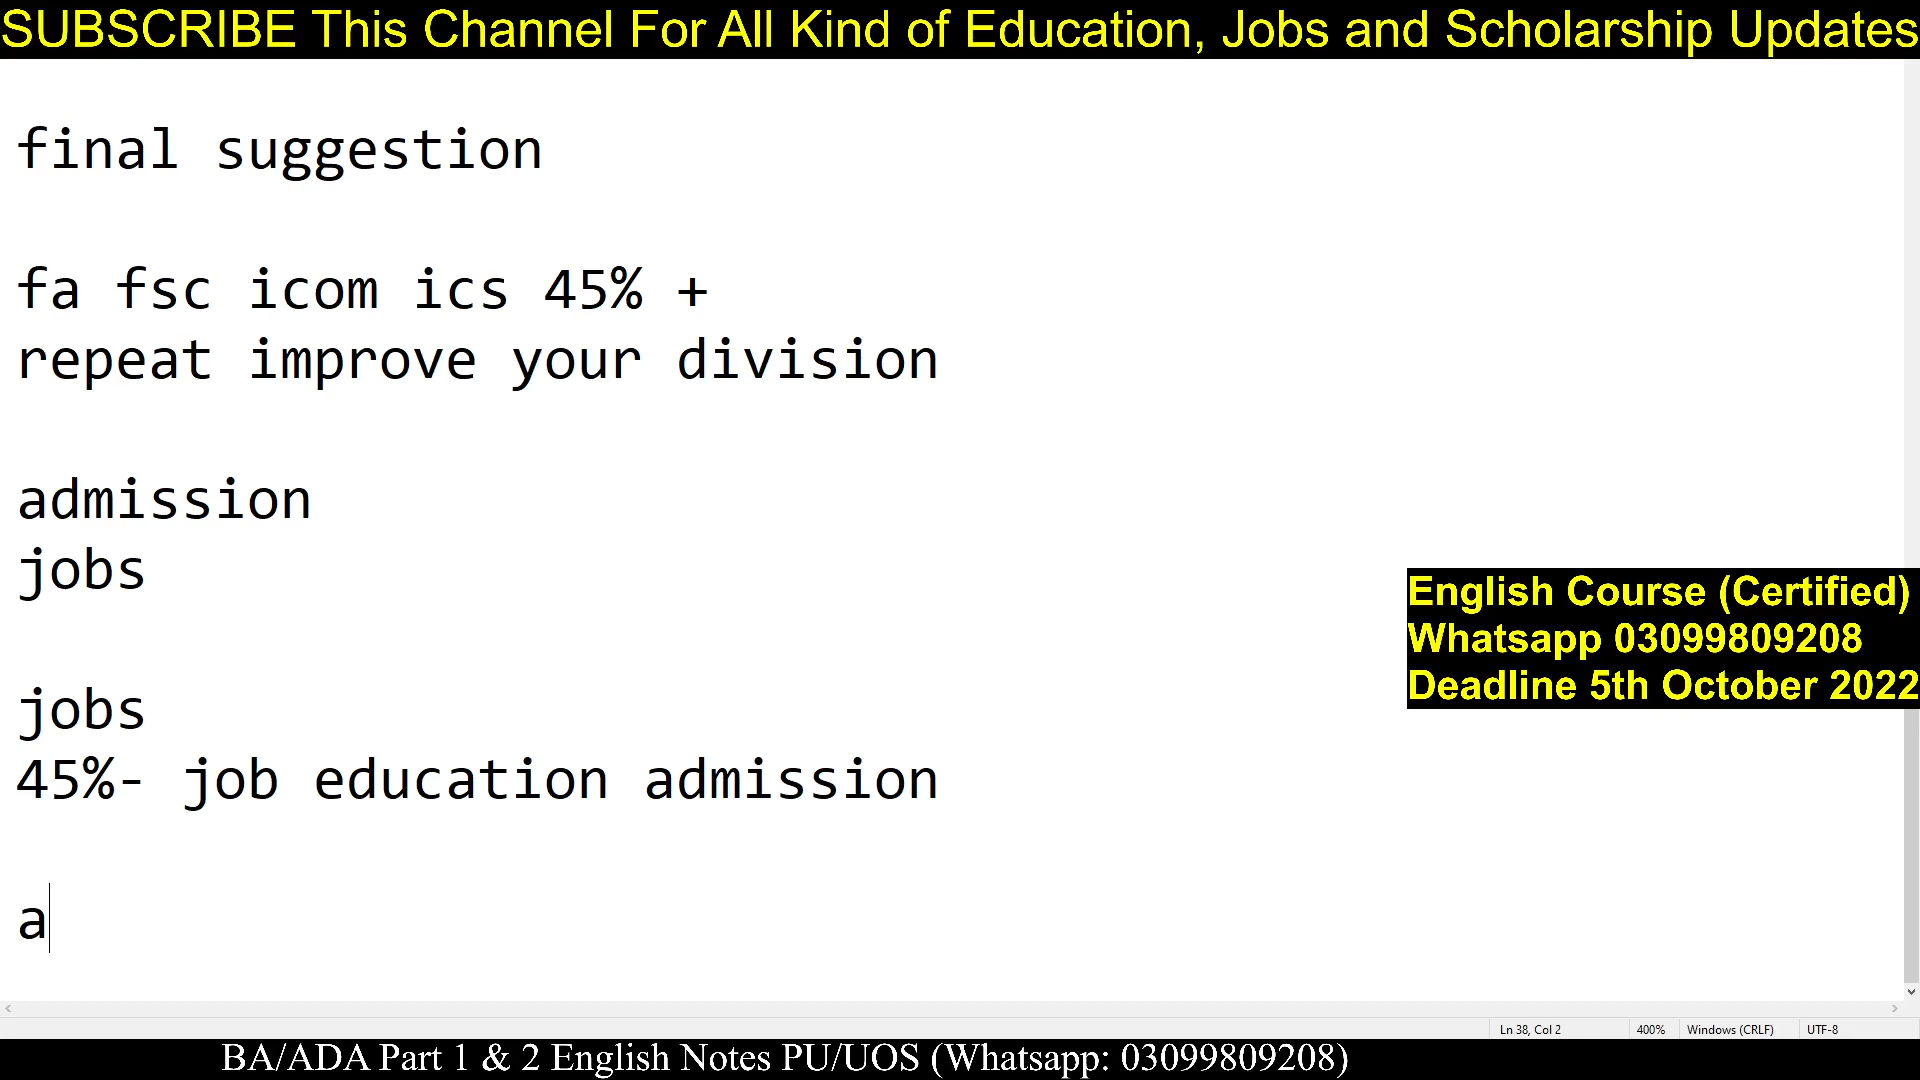 SUBSCRIBE This Channel For All Kind of Education, Jobs and Scholarship Updates
final suggestion
fa fsc icom ics 45% +
repeat improve your division
admission
jobs
jobs
45%- job education admission
a
English Course (Certified)
Whatsapp 03099809208
Deadline 5th October 2022
Ln 38, Col 2
400%
Windows (CRLF)
UTF-8
BA/ADA Part 1 & 2 English Notes PU/UOS (Whatsapp: 03099809208)